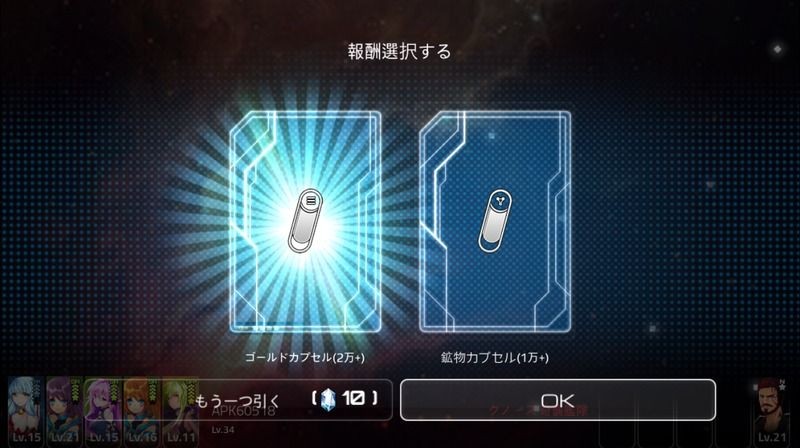 報酬選択する
ゴールドカプセル(2万+)
鉱物カプセル(1万+)
もう一つ引く ( 10 )
OK
APK60518
Lv.34
Lv.15
Lv.21
Lv.15
Lv.16
Lv.11
Lv.21